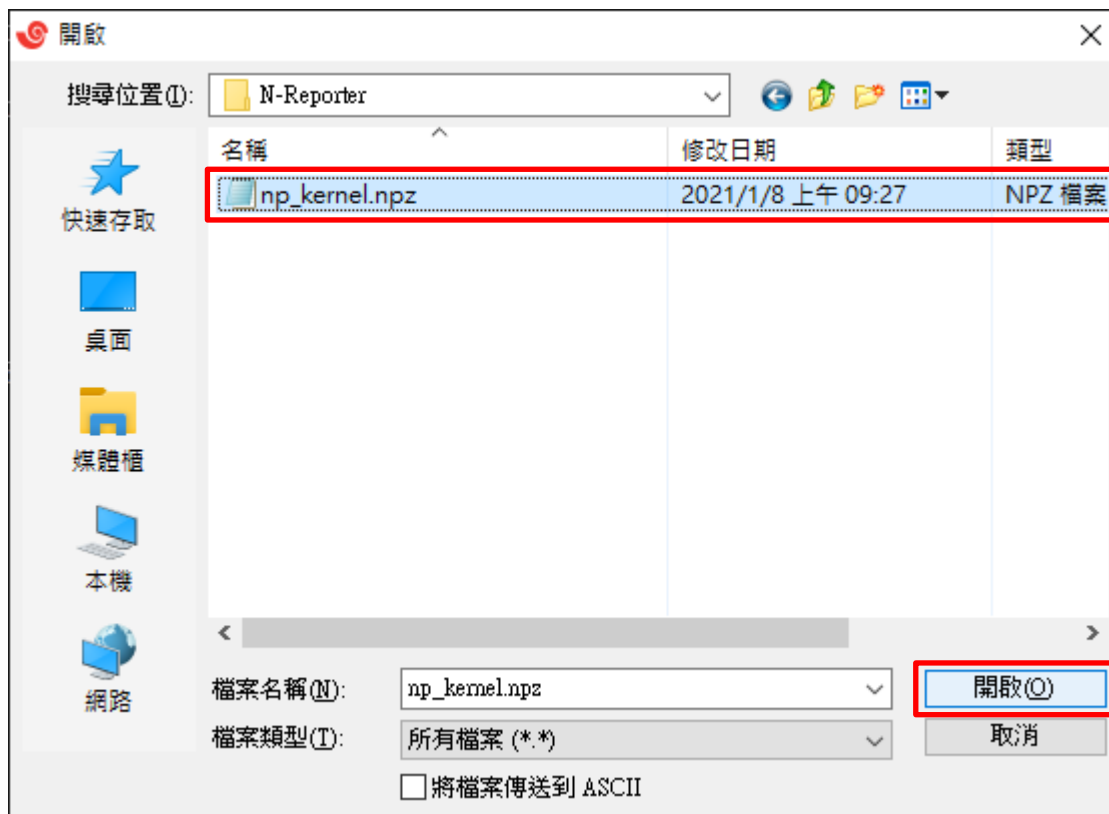 開啟
搜尋位置(I): N-Reporter
名稱 修改日期 類型
np_kernel.npz 2021/1/8 上午 09:27 NPZ 檔案
快速存取
桌面
媒體櫃
本機
網路
檔案名稱(N): np_kernel.npz 開啟(O)
檔案類型(T): 所有檔案 (*.*) 取消
將檔案傳送到 ASCII